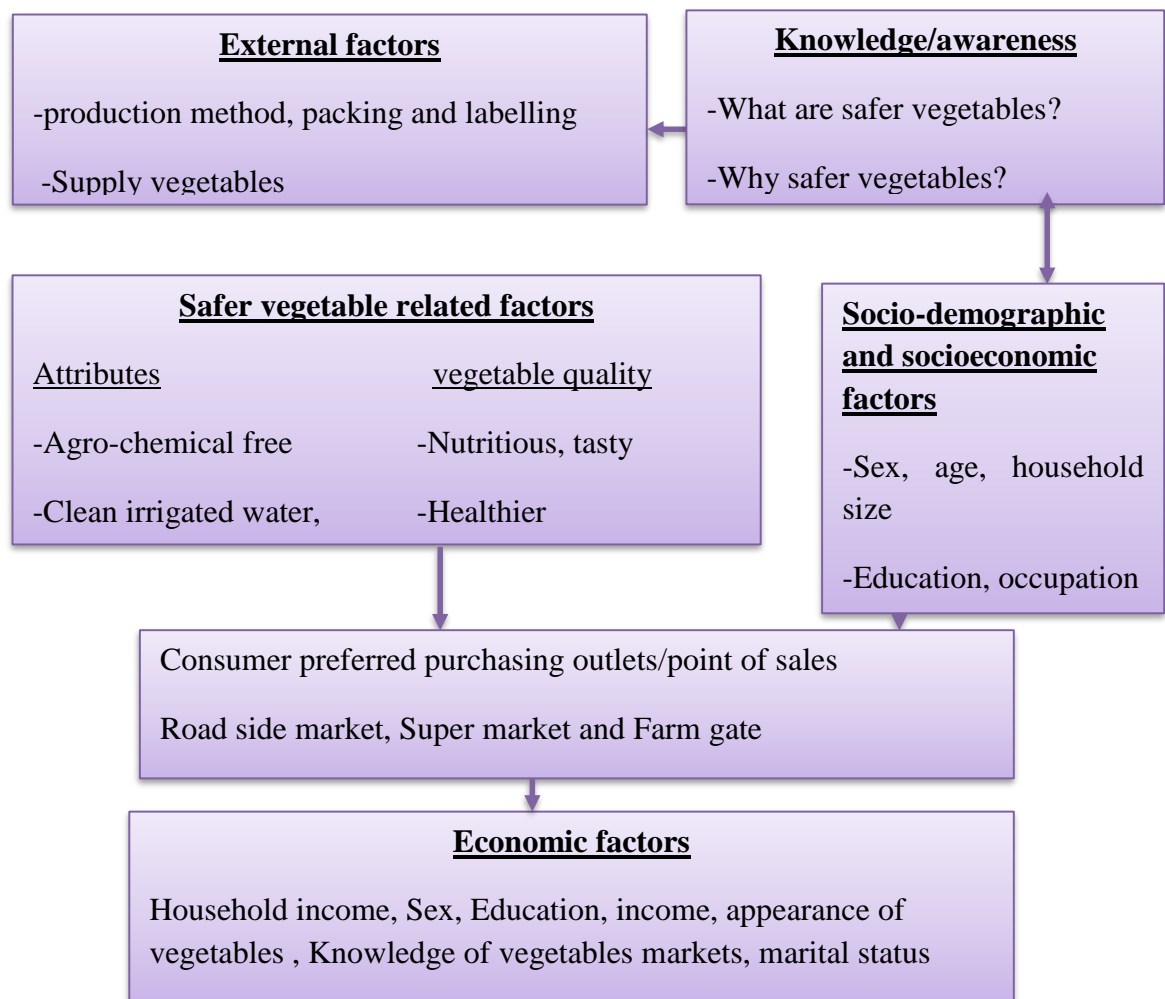 External factors
-production method, packing and labelling
-Supply vegetables
Knowledge/awareness
-What are safer vegetables?
-Why safer vegetables?
Safer vegetable related factors
Attributes vegetable quality
-Agro-chemical free -Nutritious, tasty
-Clean irrigated water, -Healthier
Socio-demographic
and socioeconomic
factors
-Sex, age, household
size
-Education, occupation
Consumer preferred purchasing outlets/point of sales
Road side market, Super market and Farm gate
Economic factors
Household income, Sex, Education, income, appearance of
vegetables , Knowledge of vegetables markets, marital status